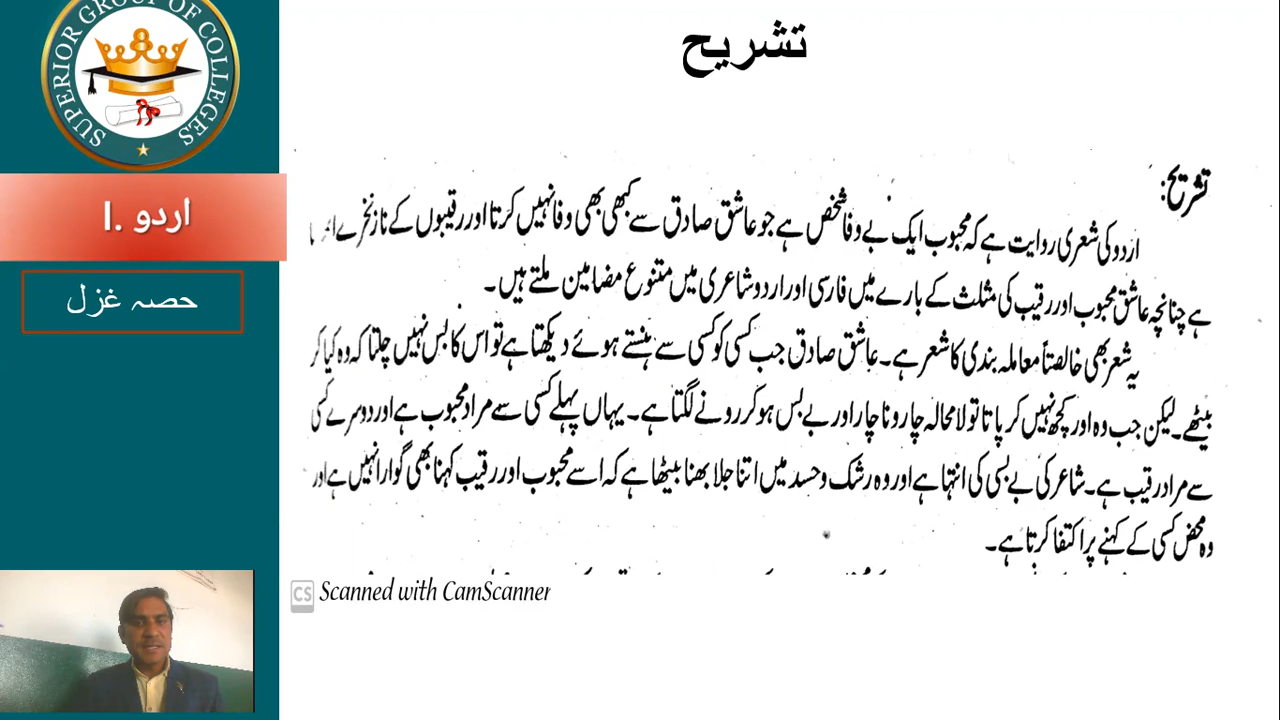 SUPERIOR GROUP OF COLLEGES
اردو .I
حصہ غزل
تشریح
تشریح:
اردو کی شعری روایت ہے کہ محبوب ایک بے وفا شخص ہے جو عاشق صادق سے کبھی بھی وفا نہیں کرتا اور رقیبوں کے ناز نخرے
ہے چنانچہ عاشق محبوب اور رقیب کی مثلث کے بارے میں فارسی اور اردو شاعری میں متنوع مضامین ملتے ہیں۔
یہ شعر بھی خالصتاً معاملہ بندی کا شعر ہے۔ عاشق صادق جب کسی کو کسی سے ہنستے ہوئے دیکھتا ہے تو اس کا بس نہیں چلتا کہ وہ کیا کر
بیٹھے۔ لیکن جب وہ اور کچھ نہیں کر پاتا تو لامحالہ چار و ناچار اور بے بس ہو کر رونے لگتا ہے۔ یہاں پہلے کسی سے مراد محبوب ہے اور دوسرے کسی
سے مراد رقیب ہے۔ شاعر کی بے بسی کی انتہا ہے اور وہ رشک و حسد میں اتنا جلا بھنا بیٹھا ہے کہ اسے محبوب اور رقیب کہنا بھی گوارا نہیں ہے اور
وہ محض کسی کے کہنے پر اکتفا کرتا ہے۔
CS Scanned with CamScanner